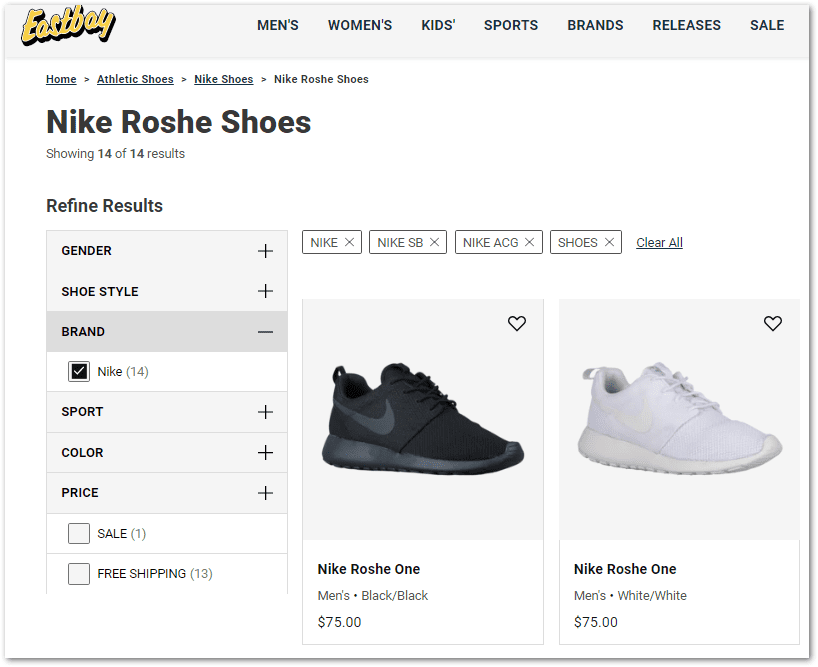 Eastbay
MEN'S WOMEN'S KIDS' SPORTS BRANDS RELEASES SALE
Home > Athletic Shoes > Nike Shoes > Nike Roshe Shoes
Nike Roshe Shoes
Showing 14 of 14 results
Refine Results
GENDER
SHOE STYLE
BRAND
Nike (14)
SPORT
COLOR
PRICE
SALE (1)
FREE SHIPPING (13)
NIKE NIKE SB NIKE ACG SHOES Clear All
Nike Roshe One
Men's • Black/Black
$75.00
Nike Roshe One
Men's • White/White
$75.00